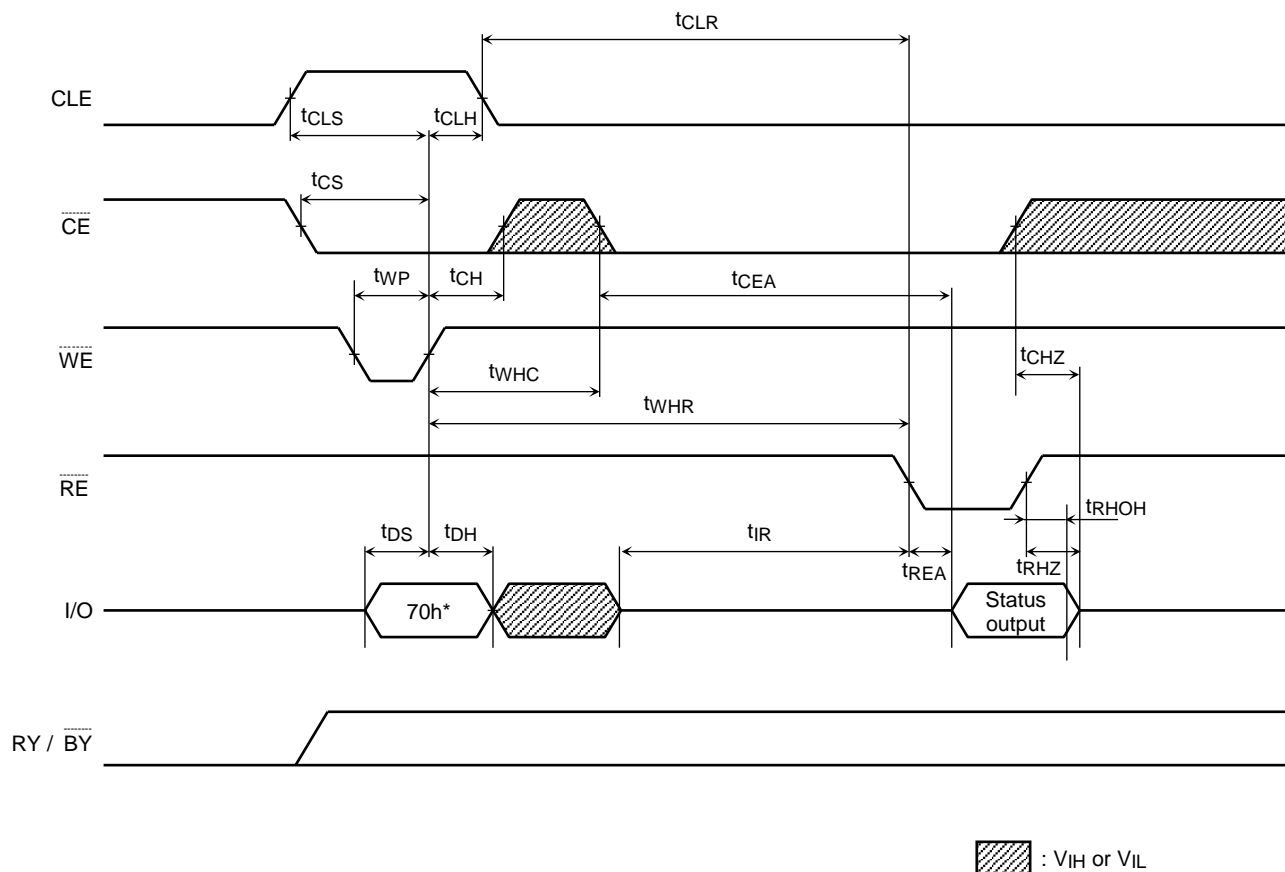 tCLR
CLE
tCLS
tCLH
tCS
CE
tWP
tCH
tCEA
WE
tCHZ
tWHC
tWHR
RE
tRHOH
tDS
tDH
tIR
tREA
tRHZ
I/O
70h*
Status
output
RY / BY
: VIH or VIL